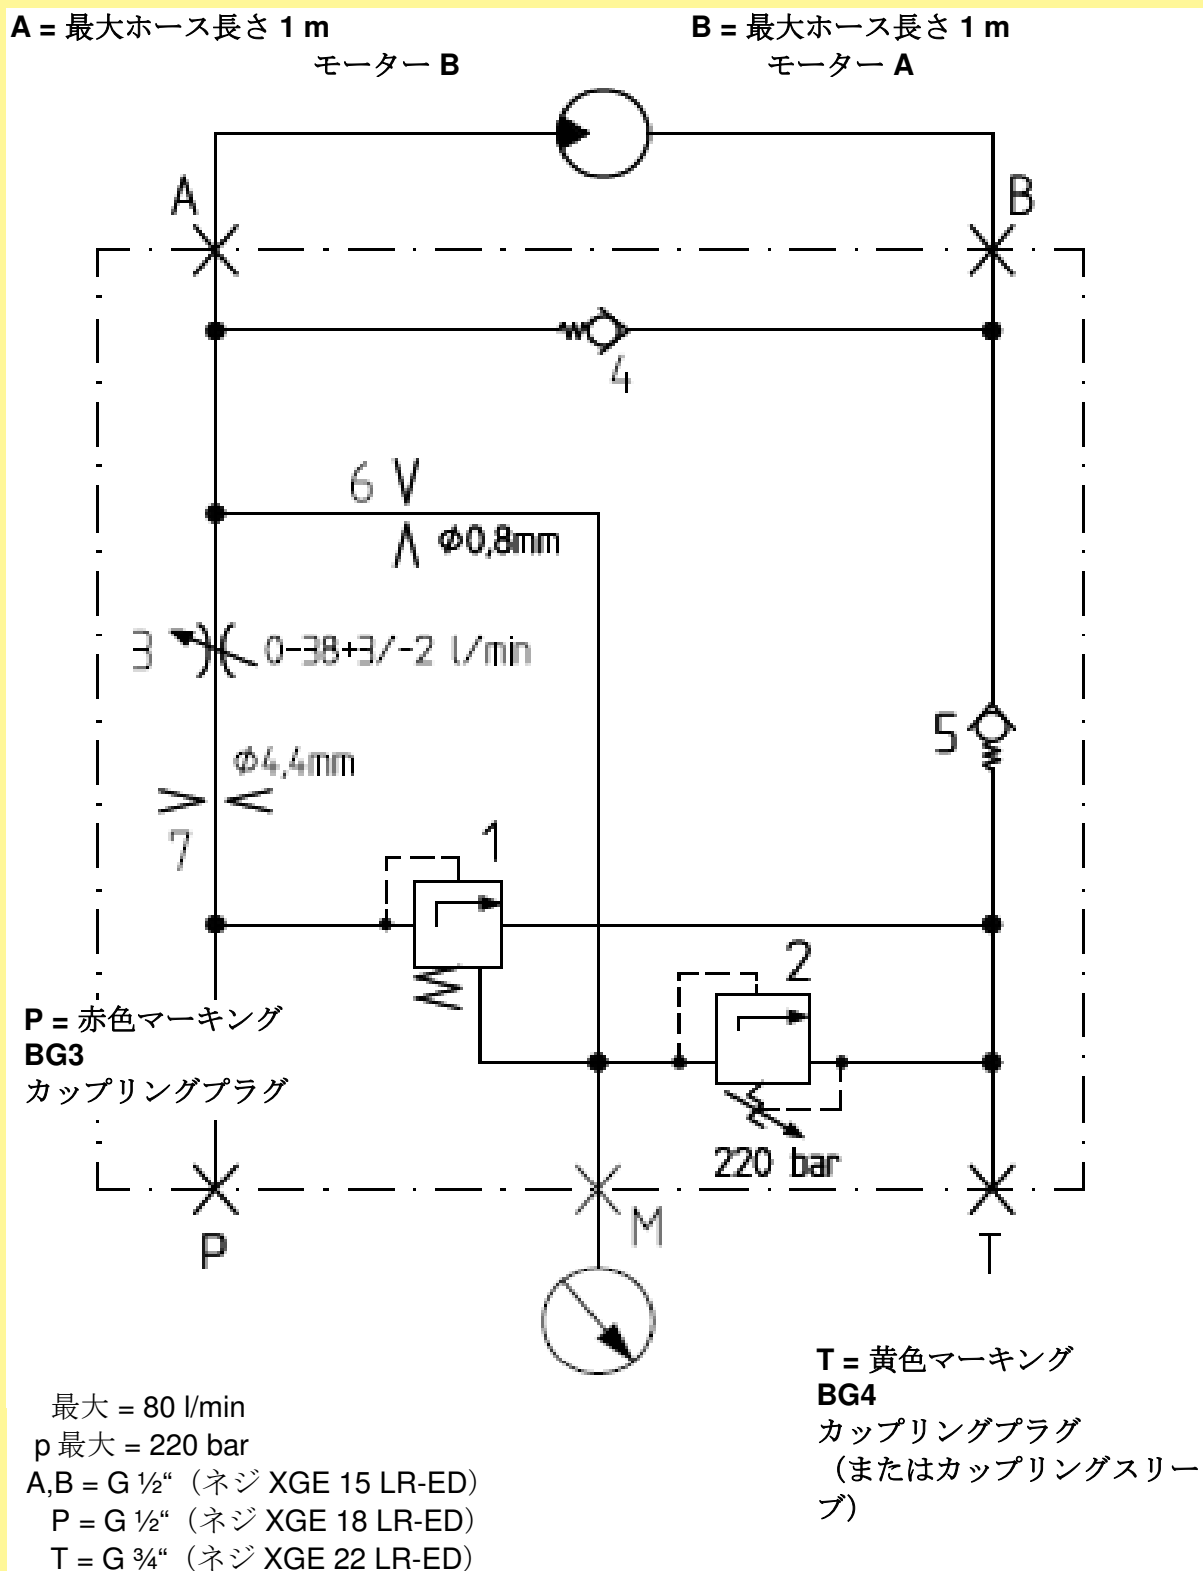 A = 最大ホース長さ 1 m
B = 最大ホース長さ 1 m
モーター B
モーター A
A
B
4
6
Φ0,8mm
3
0-38+3/-2 l/min
5
Φ4,4mm
7
1
2
P = 赤色マーキング
BG3
カップリングプラグ
220 bar
P
M
T
T = 黄色マーキング
BG4
カップリングプラグ
（またはカップリングスリー
ブ）
最大 = 80 l/min
p 最大 = 220 bar
A,B = G ½“（ネジ XGE 15 LR-ED）
P = G ½“（ネジ XGE 18 LR-ED）
T = G ¾“（ネジ XGE 22 LR-ED）